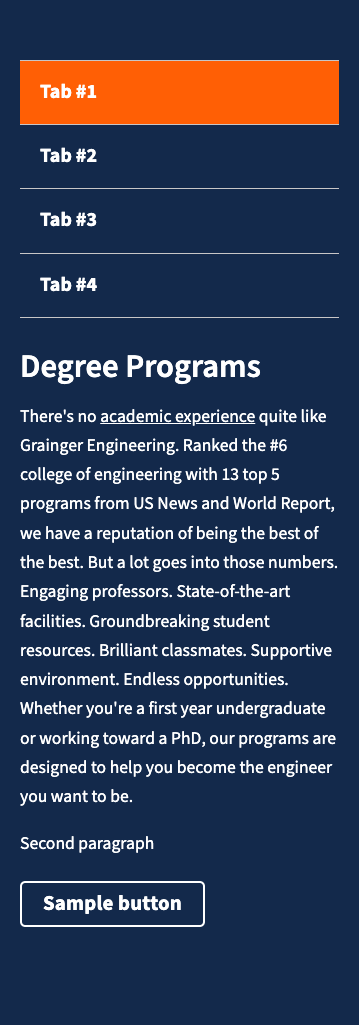 Tab #1
Tab #2
Tab #3
Tab #4
Degree Programs
There's no academic experience quite like
Grainger Engineering. Ranked the #6
college of engineering with 13 top 5
programs from US News and World Report,
we have a reputation of being the best of
the best. But a lot goes into those numbers.
Engaging professors. State-of-the-art
facilities. Groundbreaking student
resources. Brilliant classmates. Supportive
environment. Endless opportunities.
Whether you're a first year undergraduate
or working toward a PhD, our programs are
designed to help you become the engineer
you want to be.
Second paragraph
Sample button